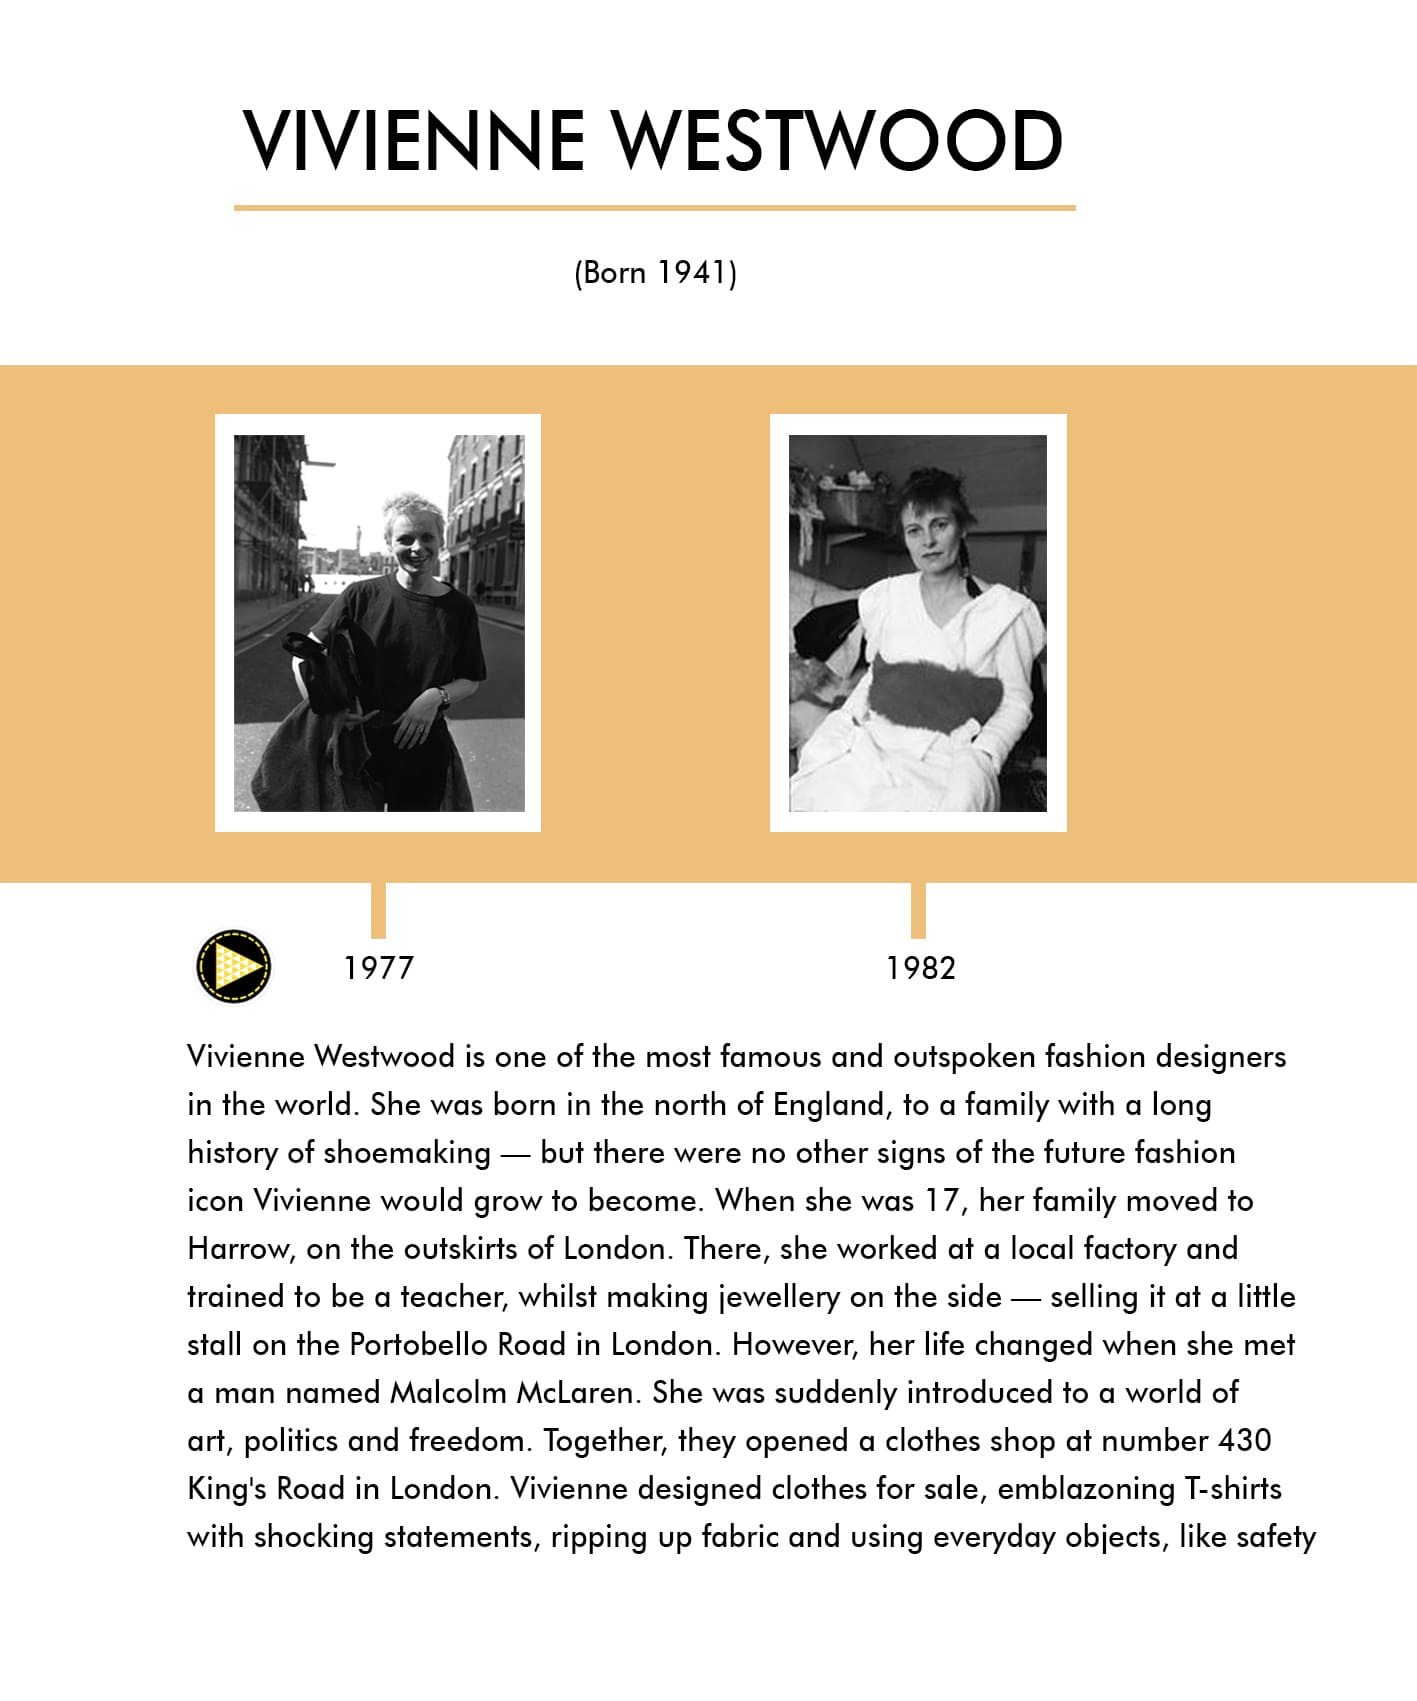 VIVIENNE WESTWOOD
(Born 1941)
1977
1982
Vivienne Westwood is one of the most famous and outspoken fashion designers
in the world. She was born in the north of England, to a family with a long
history of shoemaking — but there were no other signs of the future fashion
icon Vivienne would grow to become. When she was 17, her family moved to
Harrow, on the outskirts of London. There, she worked at a local factory and
trained to be a teacher, whilst making jewellery on the side — selling it at a little
stall on the Portobello Road in London. However, her life changed when she met
a man named Malcolm McLaren. She was suddenly introduced to a world of
art, politics and freedom. Together, they opened a clothes shop at number 430
King's Road in London. Vivienne designed clothes for sale, emblazoning T-shirts
with shocking statements, ripping up fabric and using everyday objects, like safety